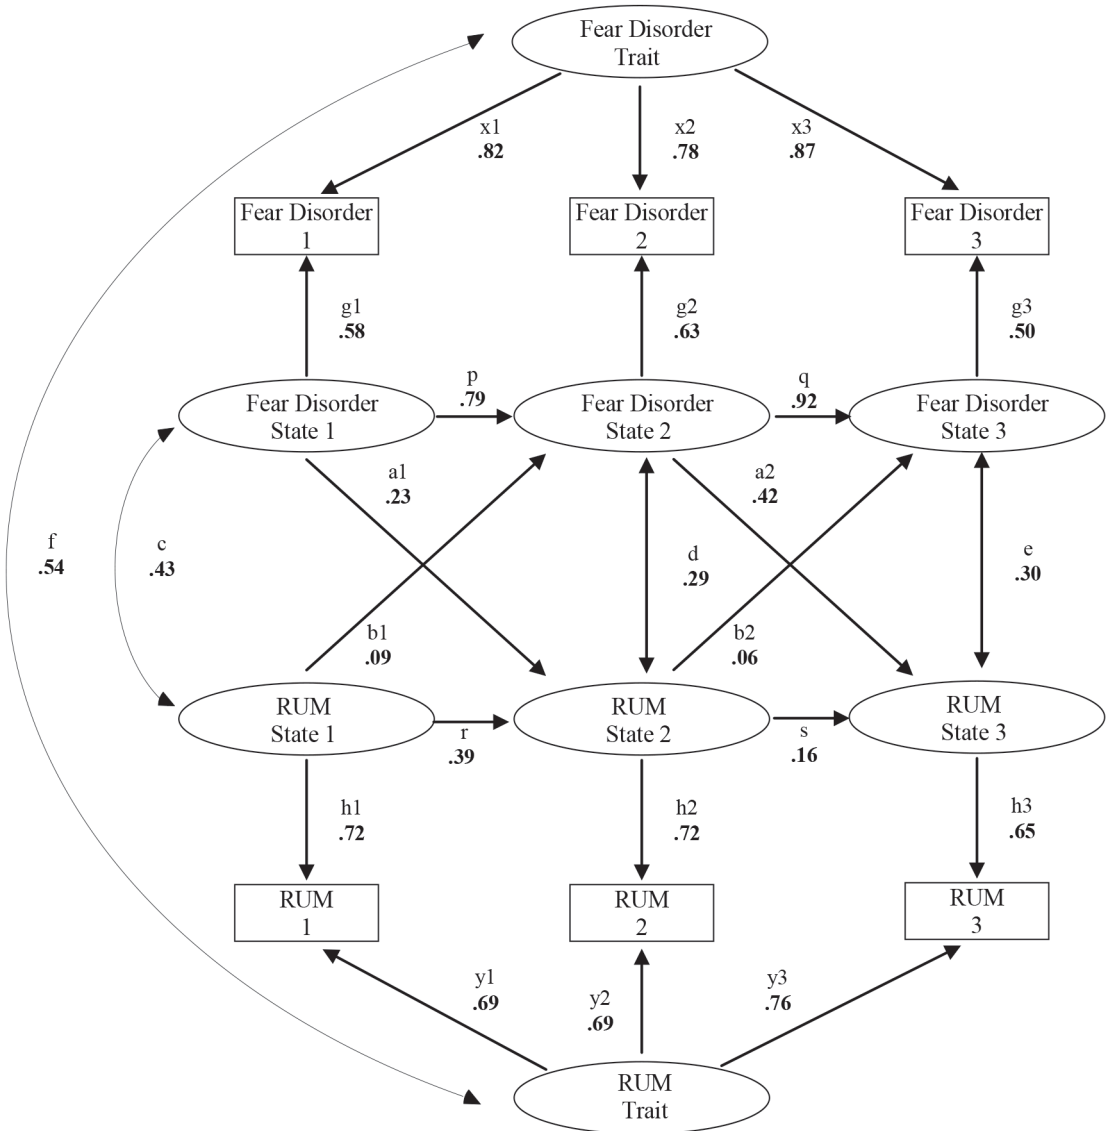 Fear Disorder
Trait
x1
.82
x2
.78
x3
.87
Fear Disorder
1
Fear Disorder
2
Fear Disorder
3
g1
.58
g2
.63
g3
.50
Fear Disorder
State 1
p
.79
Fear Disorder
State 2
q
.92
Fear Disorder
State 3
a1
.23
a2
.42
f
.54
c
.43
d
.29
e
.30
b1
.09
b2
.06
RUM
State 1
r
.39
RUM
State 2
s
.16
RUM
State 3
h1
.72
h2
.72
h3
.65
RUM
1
RUM
2
RUM
3
y1
.69
y2
.69
y3
.76
RUM
Trait